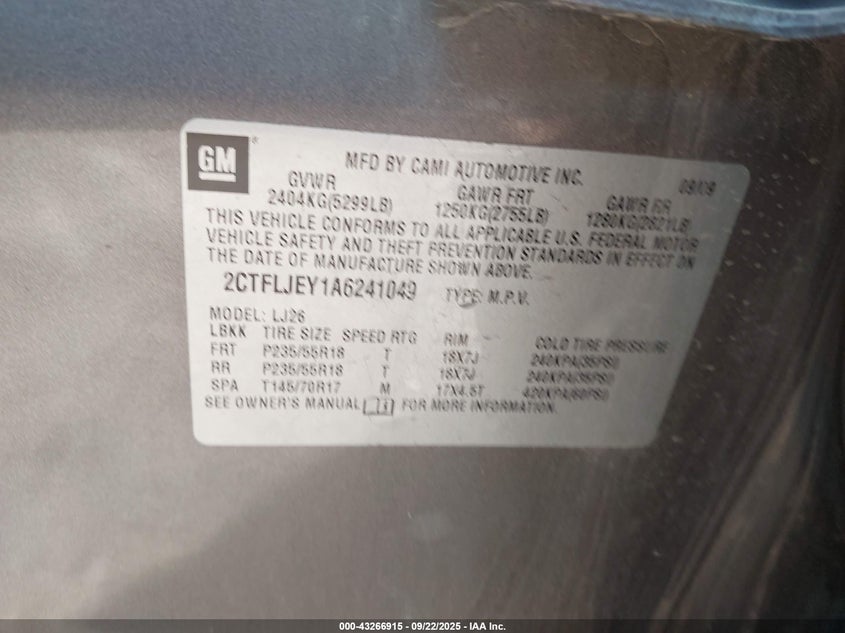 GM®
MFD BY CAMI AUTOMOTIVE INC. 09/09
GVWR GAWR FRT GAWR RR
2404KG(5299LB) 1250KG(2755LB) 1280KG(2821LB)
THIS VEHICLE CONFORMS TO ALL APPLICABLE U.S. FEDERAL MOTOR
VEHICLE SAFETY AND THEFT PREVENTION STANDARDS IN EFFECT ON
THE DATE OF MANUFACTURE SHOWN ABOVE.
2CTFLJEY1A6241049 TYPE: M.P.V.
MODEL: LJ26
LBKK TIRE SIZE SPEED RTG RIM COLD TIRE PRESSURE
FRT P235/55R18 T 18X7J 240KPA(35PSI)
RR P235/55R18 T 18X7J 240KPA(35PSI)
SPA T145/70R17 M 17X4.5T 420KPA(60PSI)
SEE OWNER'S MANUAL FOR MORE INFORMATION.
000-43266915 - 09/22/2025 - IAA Inc.